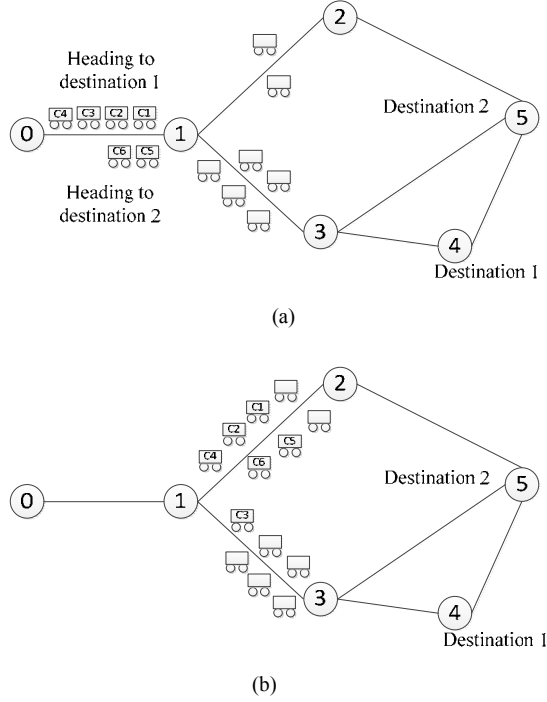 2
Heading to
destination 1
Destination 2
5
C4 C3 C2 C1
0
1
C6 C5
Heading to
destination 2
3
4
Destination 1
(a)
2
C1
C2
C5
C4
C6
Destination 2
5
0
1
C3
3
4
Destination 1
(b)